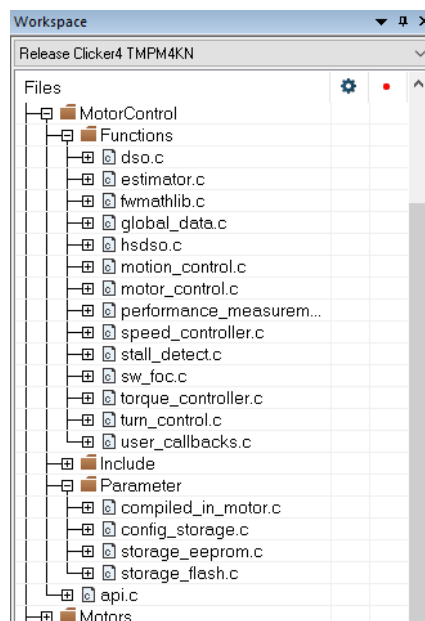 Workspace
Release Clicker4 TMPM4KN
Files
MotorControl
Functions
dso.c
estimator.c
fwmathlib.c
global_data.c
hsdso.c
motion_control.c
motor_control.c
performance_measurem...
speed_controller.c
stall_detect.c
sw_foc.c
torque_controller.c
turn_control.c
user_callbacks.c
Include
Parameter
compiled_in_motor.c
config_storage.c
storage_eeprom.c
storage_flash.c
api.c
Motors